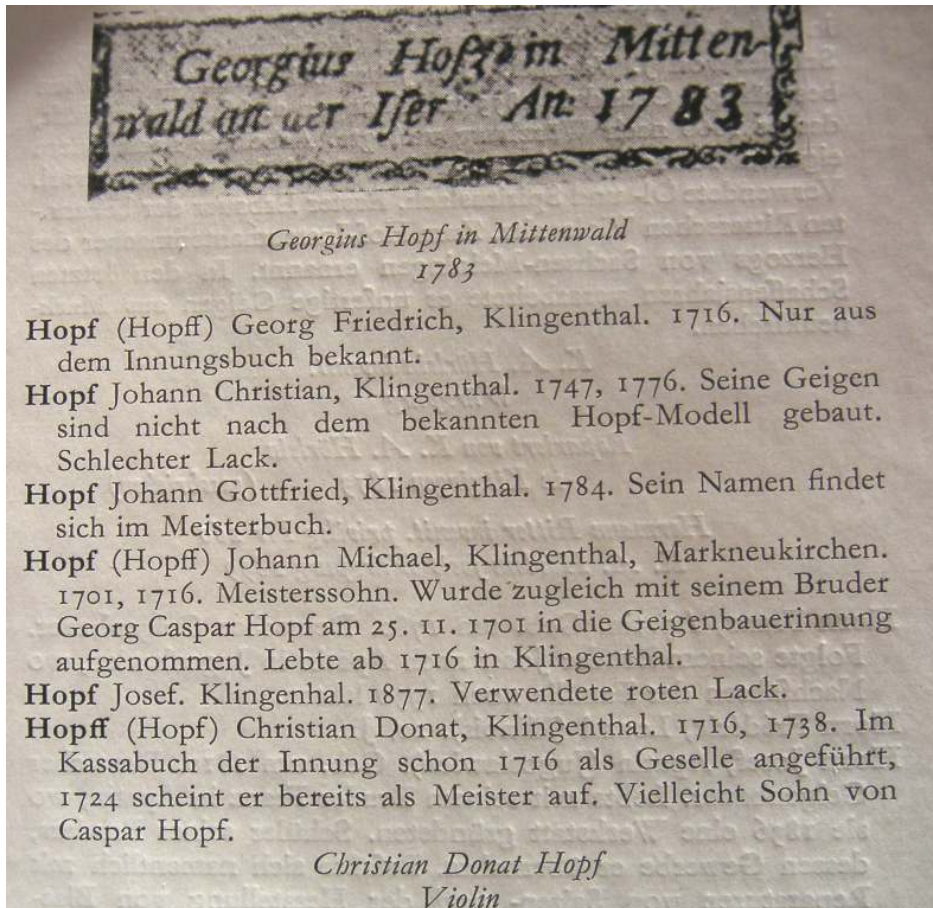 Georgius Hopf in Mitten-
wald an der Iser An: 1783
Georgius Hopf in Mittenwald
1783
Hopf (Hopff) Georg Friedrich, Klingenthal. 1716. Nur aus
dem Innungsbuch bekannt.
Hopf Johann Christian, Klingenthal. 1747, 1776. Seine Geigen
sind nicht nach dem bekannten Hopf-Modell gebaut.
Schlechter Lack.
Hopf Johann Gottfried, Klingenthal. 1784. Sein Namen findet
sich im Meisterbuch.
Hopf (Hopff) Johann Michael, Klingenthal, Markneukirchen.
1701, 1716. Meisterssohn. Wurde zugleich mit seinem Bruder
Georg Caspar Hopf am 25. 11. 1701 in die Geigenbauerinnung
aufgenommen. Lebte ab 1716 in Klingenthal.
Hopf Josef. Klingenhal. 1877. Verwendete roten Lack.
Hopff (Hopf) Christian Donat, Klingenthal. 1716, 1738. Im
Kassabuch der Innung schon 1716 als Geselle angeführt,
1724 scheint er bereits als Meister auf. Vielleicht Sohn von
Caspar Hopf.
Christian Donat Hopf
Violin